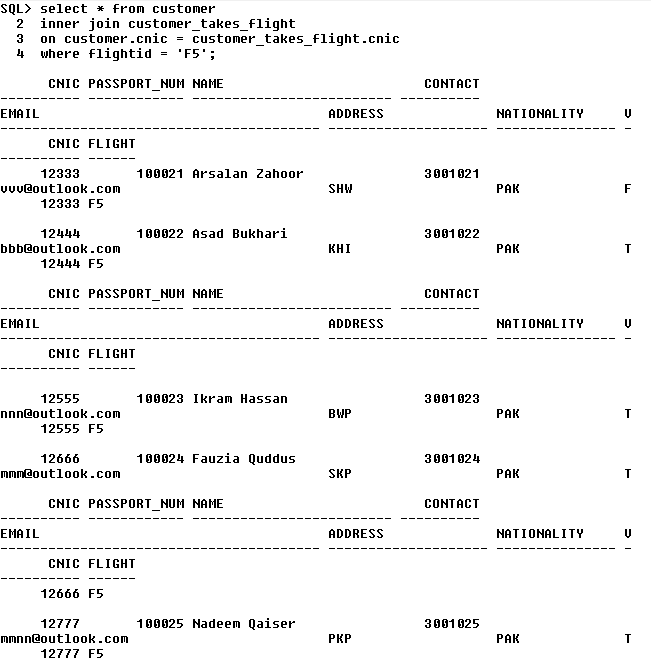 SQL> select * from customer
  2  inner join customer_takes_flight
  3  on customer.cnic = customer_takes_flight.cnic
  4  where flightid = 'F5';

      CNIC PASSPORT_NUM NAME                          CONTACT
---------- ------------ -------------------------- ----------
EMAIL                                    ADDRESS              NATIONALITY     V
---------------------------------------- -------------------- --------------- -
      CNIC FLIGHT
---------- ------
     12333       100021 Arsalan Zahoor                3001021
vvv@outlook.com                          SHW                  PAK             F
     12333 F5

     12444       100022 Asad Bukhari                  3001022
bbb@outlook.com                          KHI                  PAK             T
     12444 F5

      CNIC PASSPORT_NUM NAME                          CONTACT
---------- ------------ -------------------------- ----------
EMAIL                                    ADDRESS              NATIONALITY     V
---------------------------------------- -------------------- --------------- -
      CNIC FLIGHT
---------- ------

     12555       100023 Ikram Hassan                  3001023
nnn@outlook.com                          BWP                  PAK             T
     12555 F5

     12666       100024 Fauzia Quddus                 3001024
mmm@outlook.com                          SKP                  PAK             T

      CNIC PASSPORT_NUM NAME                          CONTACT
---------- ------------ -------------------------- ----------
EMAIL                                    ADDRESS              NATIONALITY     V
---------------------------------------- -------------------- --------------- -
      CNIC FLIGHT
---------- ------
     12666 F5

     12777       100025 Nadeem Qaiser                 3001025
mmnn@outlook.com                         PKP                  PAK             T
     12777 F5